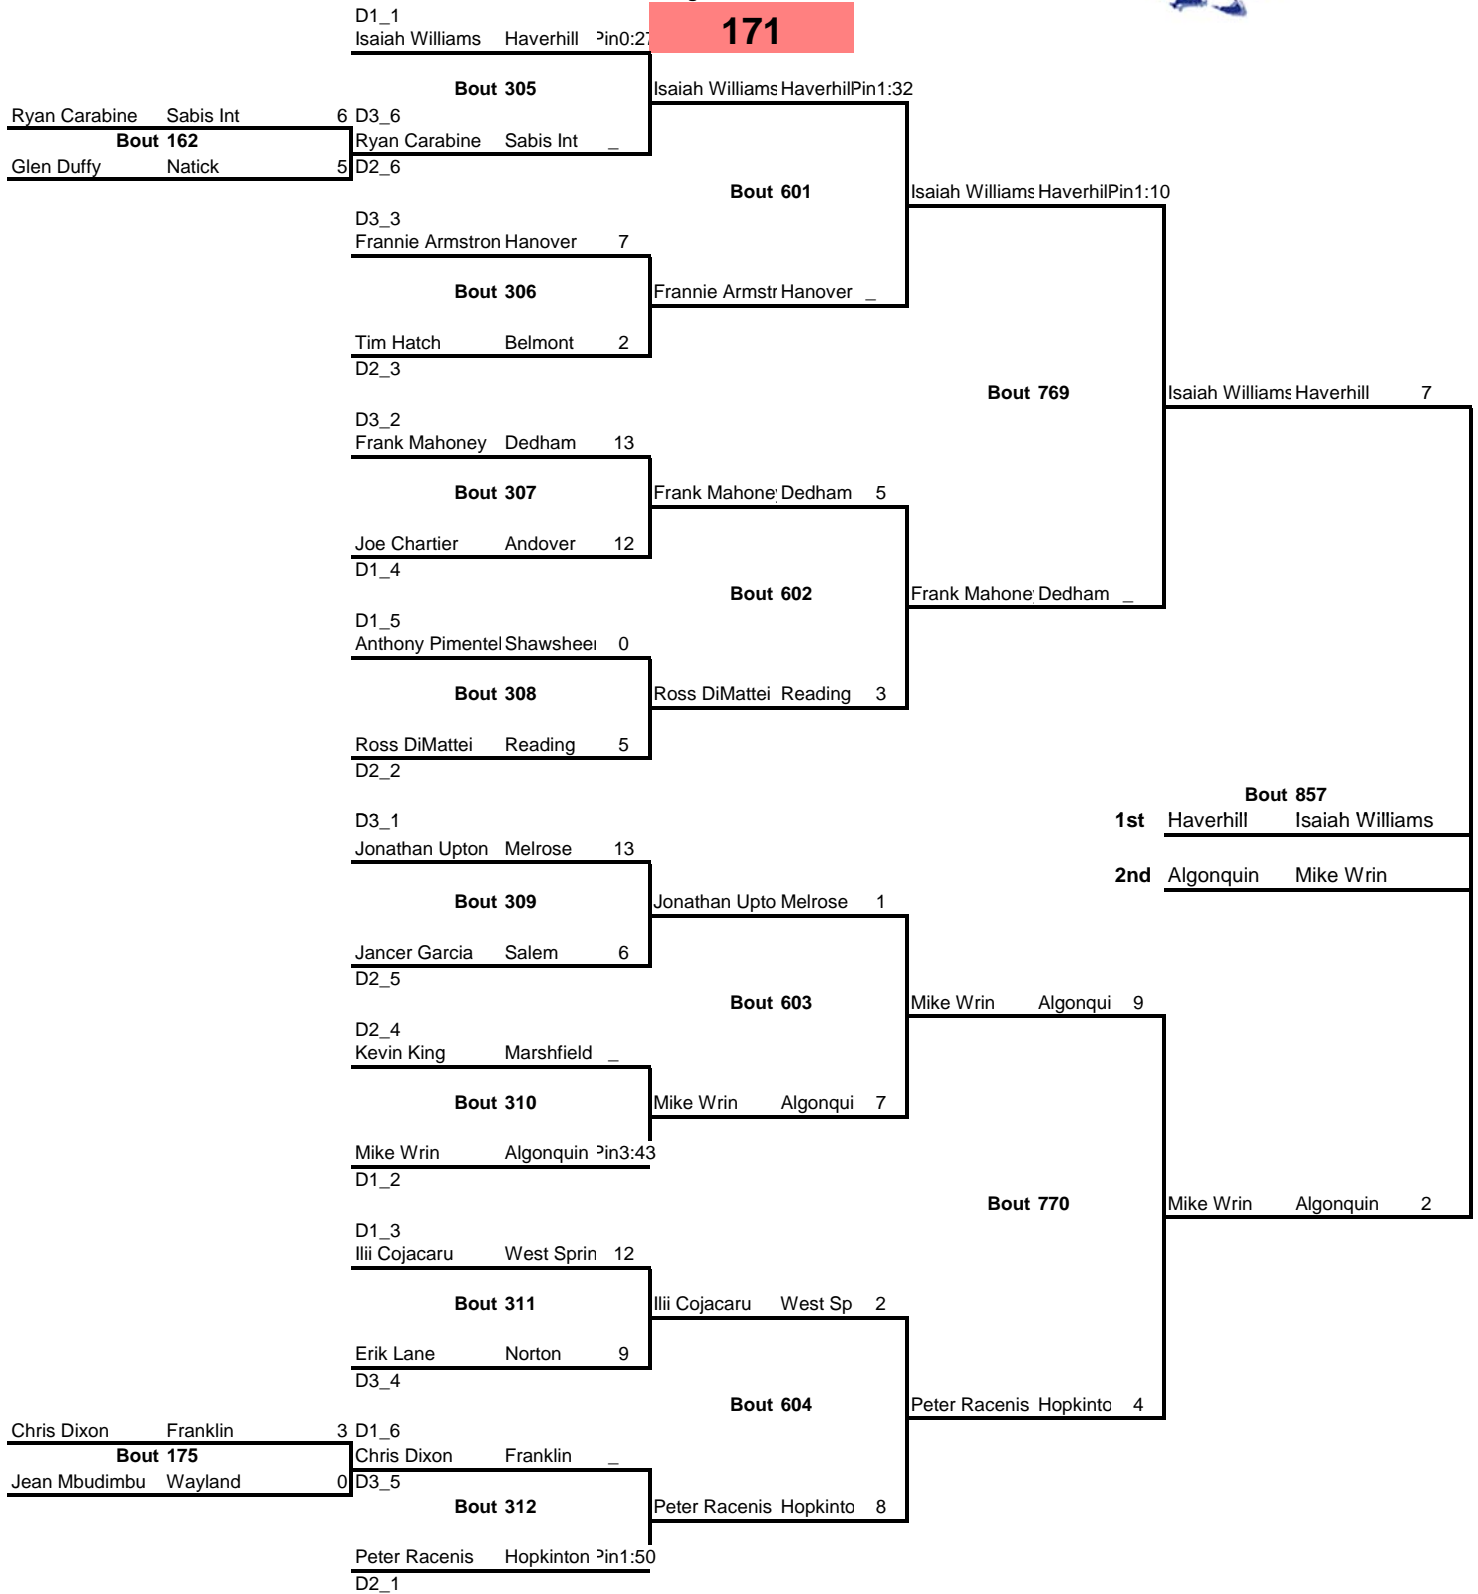 D1_1
171
Isaiah Williams Haverhill Pin0:27
Bout 305
Isaiah Williams Haverhil Pin1:32
Ryan Carabine Sabis Int 6 D3_6
Bout 162
Ryan Carabine Sabis Int _
Glen Duffy Natick 5 D2_6
Bout 601
Isaiah Williams Haverhil Pin1:10
D3_3
Frannie Armstron Hanover 7
Bout 306
Frannie Armstr Hanover _
Tim Hatch Belmont 2
D2_3
Bout 769
Isaiah Williams Haverhill 7
D3_2
Frank Mahoney Dedham 13
Bout 307
Frank Mahone Dedham 5
Joe Chartier Andover 12
D1_4
Bout 602
Frank Mahone Dedham _
D1_5
Anthony Pimentel Shawsheen 0
Bout 308
Ross DiMattei Reading 3
Ross DiMattei Reading 5
D2_2
Bout 857
D3_1
1st Haverhill Isaiah Williams
Jonathan Upton Melrose 13
2nd Algonquin Mike Wrin
Bout 309
Jonathan Upto Melrose 1
Jancer Garcia Salem 6
D2_5
Bout 603
Mike Wrin Algonqui 9
D2_4
Kevin King Marshfield _
Bout 310
Mike Wrin Algonqui 7
Mike Wrin Algonquin Pin3:43
D1_2
Bout 770
Mike Wrin Algonquin 2
D1_3
Ilii Cojacaru West Sprin 12
Bout 311
Ilii Cojacaru West Sp 2
Erik Lane Norton 9
D3_4
Bout 604
Peter Racenis Hopkinto 4
Chris Dixon Franklin 3 D1_6
Bout 175
Chris Dixon Franklin _
Jean Mbudimbu Wayland 0 D3_5
Bout 312
Peter Racenis Hopkinto 8
Peter Racenis Hopkinton Pin1:50
D2_1